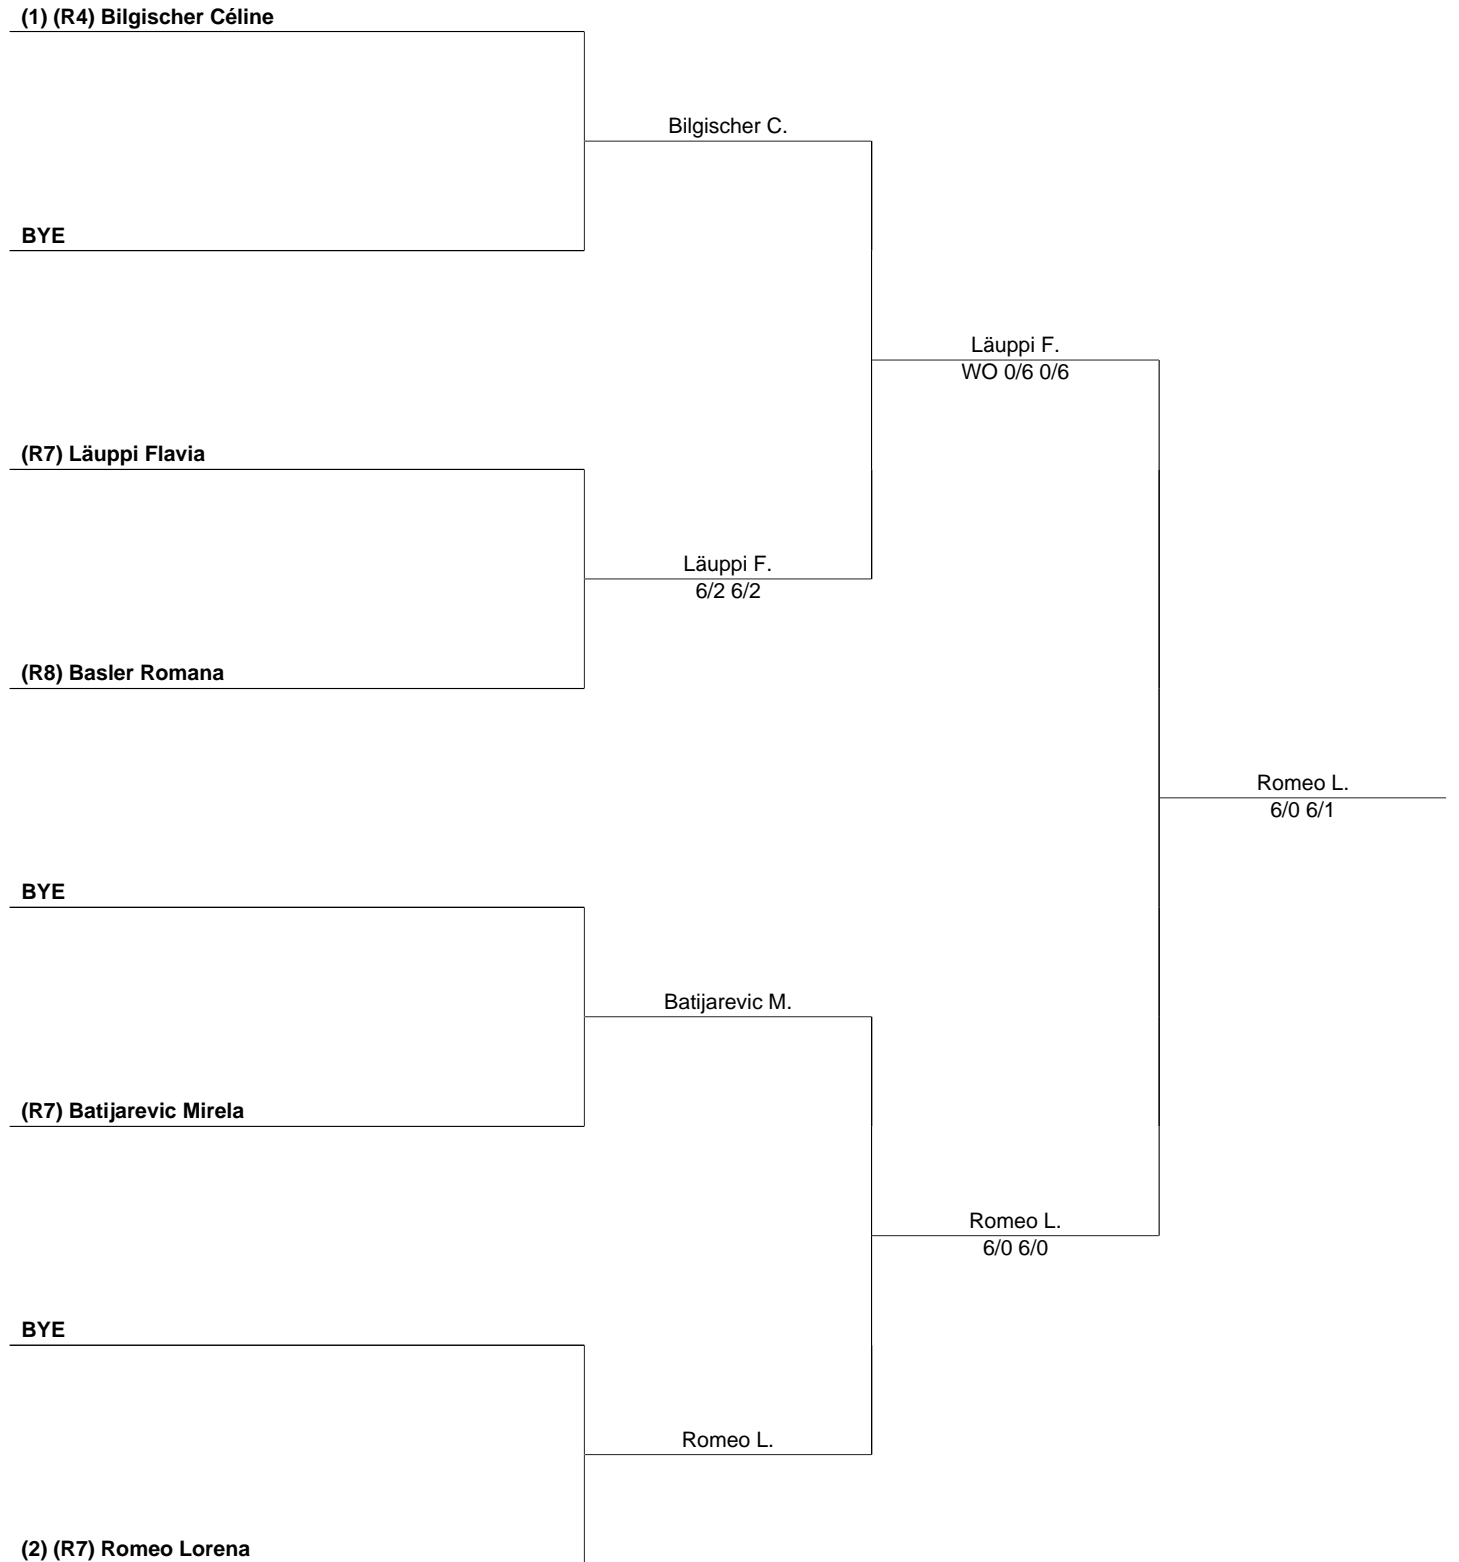 (1) (R4) Bilgischer Céline
Bilgischer C.
BYE
Läuppi F.
WO 0/6 0/6
(R7) Läuppi Flavia
Läuppi F.
6/2 6/2
(R8) Basler Romana
Romeo L.
6/0 6/1
BYE
Batijarevic M.
(R7) Batijarevic Mirela
Romeo L.
6/0 6/0
BYE
Romeo L.
(2) (R7) Romeo Lorena